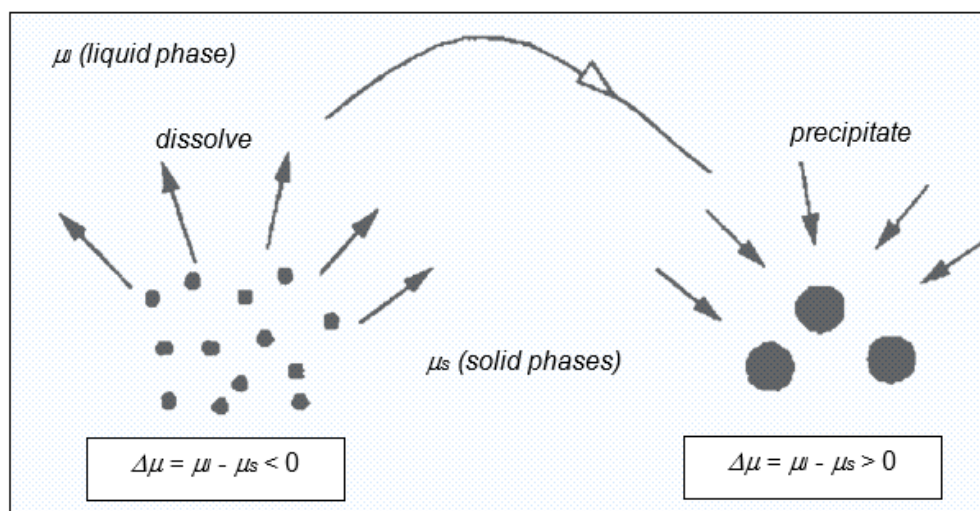 μl (liquid phase)
dissolve
precipitate
μs (solid phases)
Δμ = μl - μs < 0
Δμ = μl - μs > 0